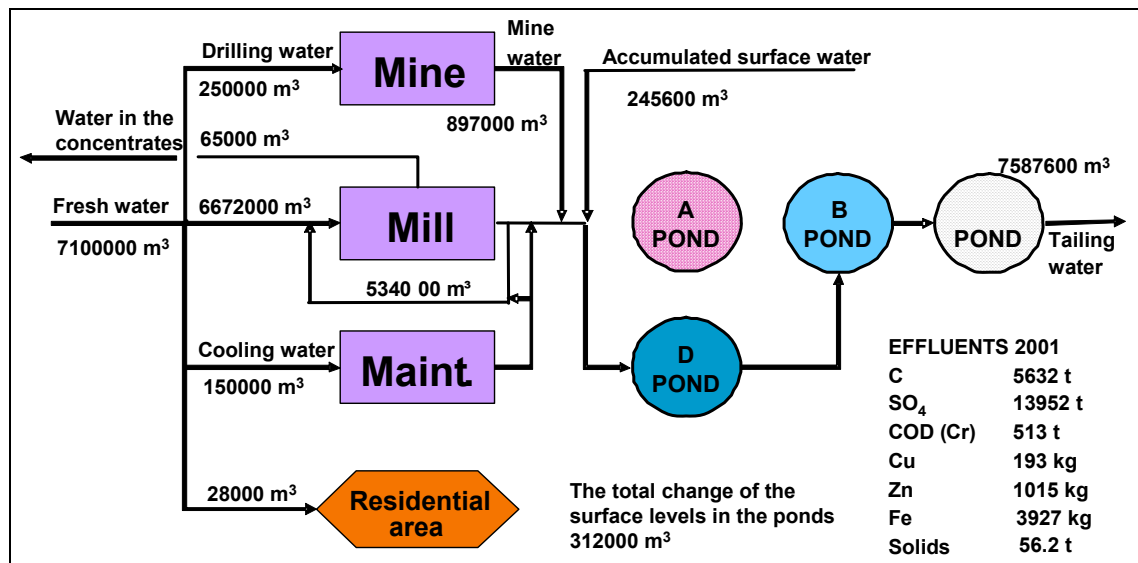 Drilling water
250000 m³
Mine
Mine
water
897000 m³
Accumulated surface water
245600 m³
Water in the
concentrates
65000 m³
Fresh water
7100000 m³
6672000 m³
Mill
5340 00 m³
A
POND
B
POND
POND
7587600 m³
Tailing
water
Cooling water
150000 m³
Maint.
D
POND
28000 m³
Residential
area
The total change of the
surface levels in the ponds
312000 m³
EFFLUENTS 2001
C 5632 t
SO₄ 13952 t
COD (Cr) 513 t
Cu 193 kg
Zn 1015 kg
Fe 3927 kg
Solids 56.2 t